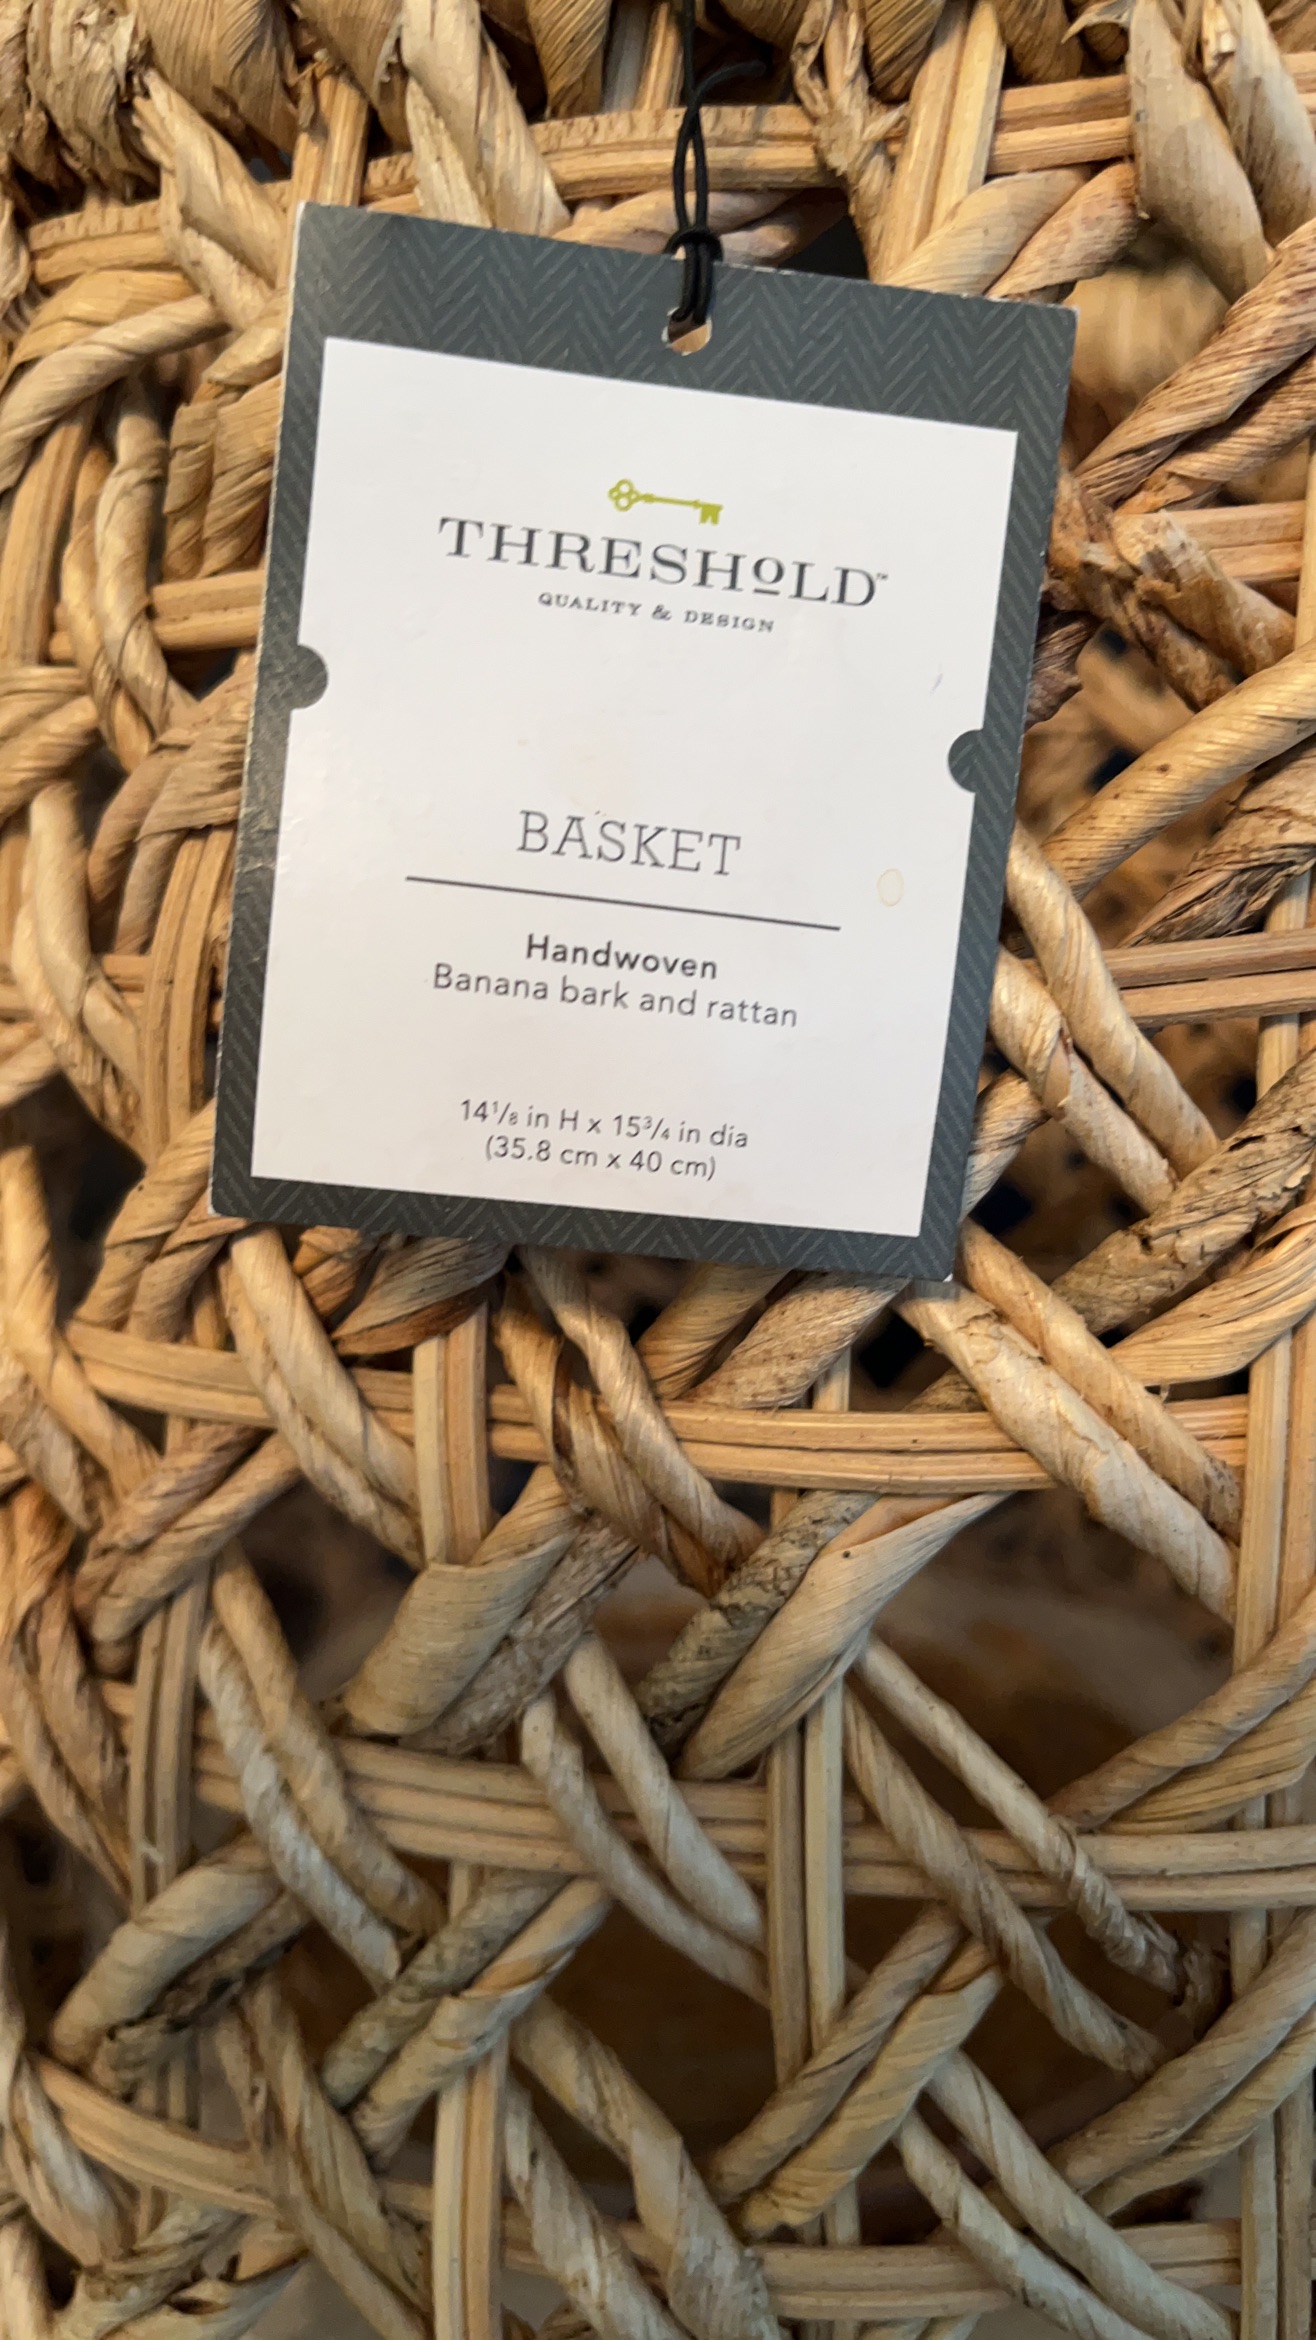 THRESHOLD™
QUALITY & DESIGN
BASKET
Handwoven
Banana bark and rattan
14¹/₈ in H x 15³/₄ in dia
(35.8 cm x 40 cm)